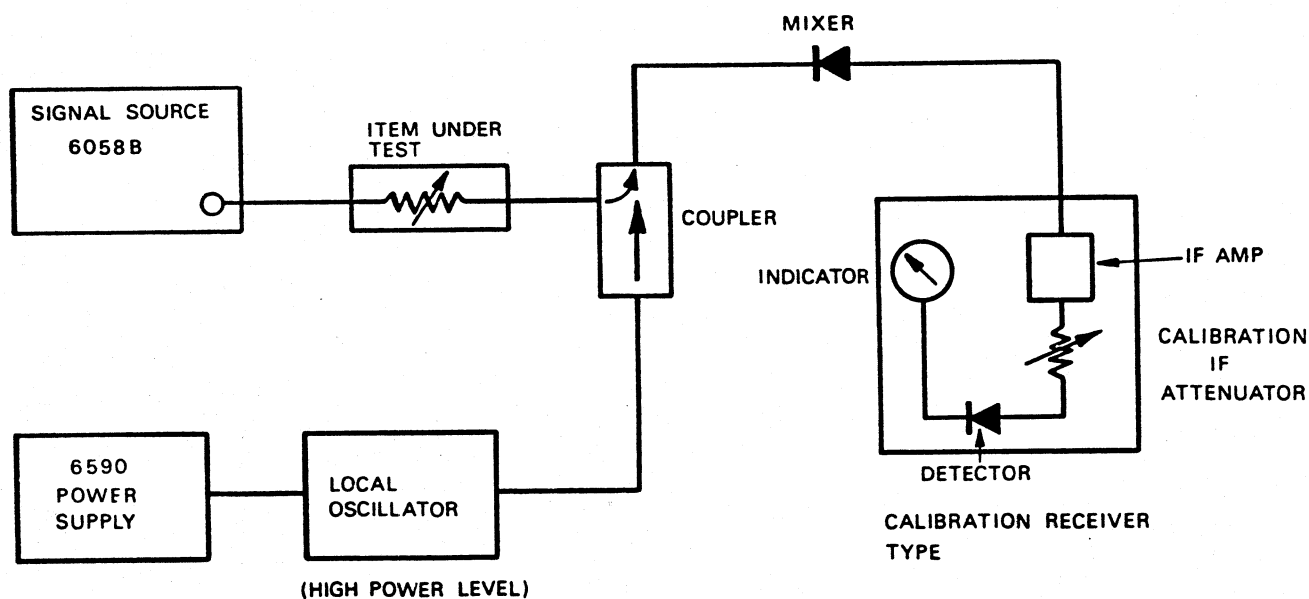 MIXER
SIGNAL SOURCE
6058B
ITEM UNDER
TEST
COUPLER
INDICATOR
IF AMP
CALIBRATION
IF
ATTENUATOR
DETECTOR
6590
POWER
SUPPLY
LOCAL
OSCILLATOR
(HIGH POWER LEVEL)
CALIBRATION RECEIVER
TYPE